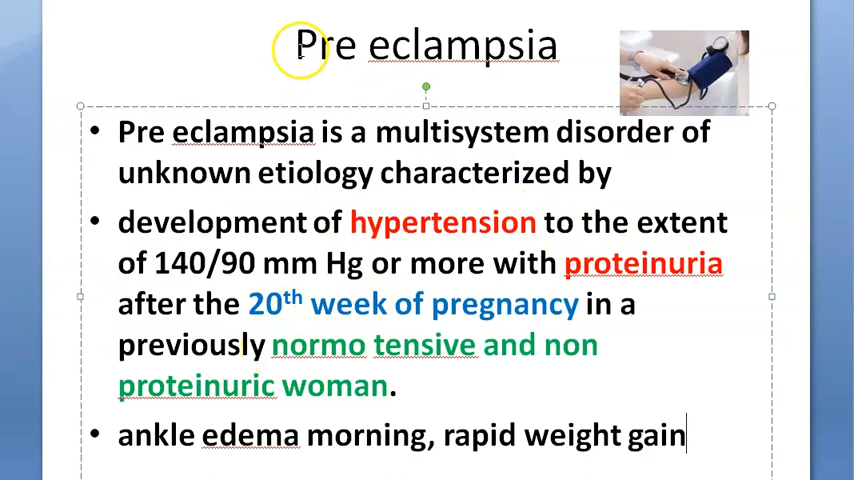 Pre eclampsia
• Pre eclampsia is a multisystem disorder of
unknown etiology characterized by
• development of hypertension to the extent
of 140/90 mm Hg or more with proteinuria
after the 20th week of pregnancy in a
previously normo tensive and non
proteinuric woman.
• ankle edema morning, rapid weight gain